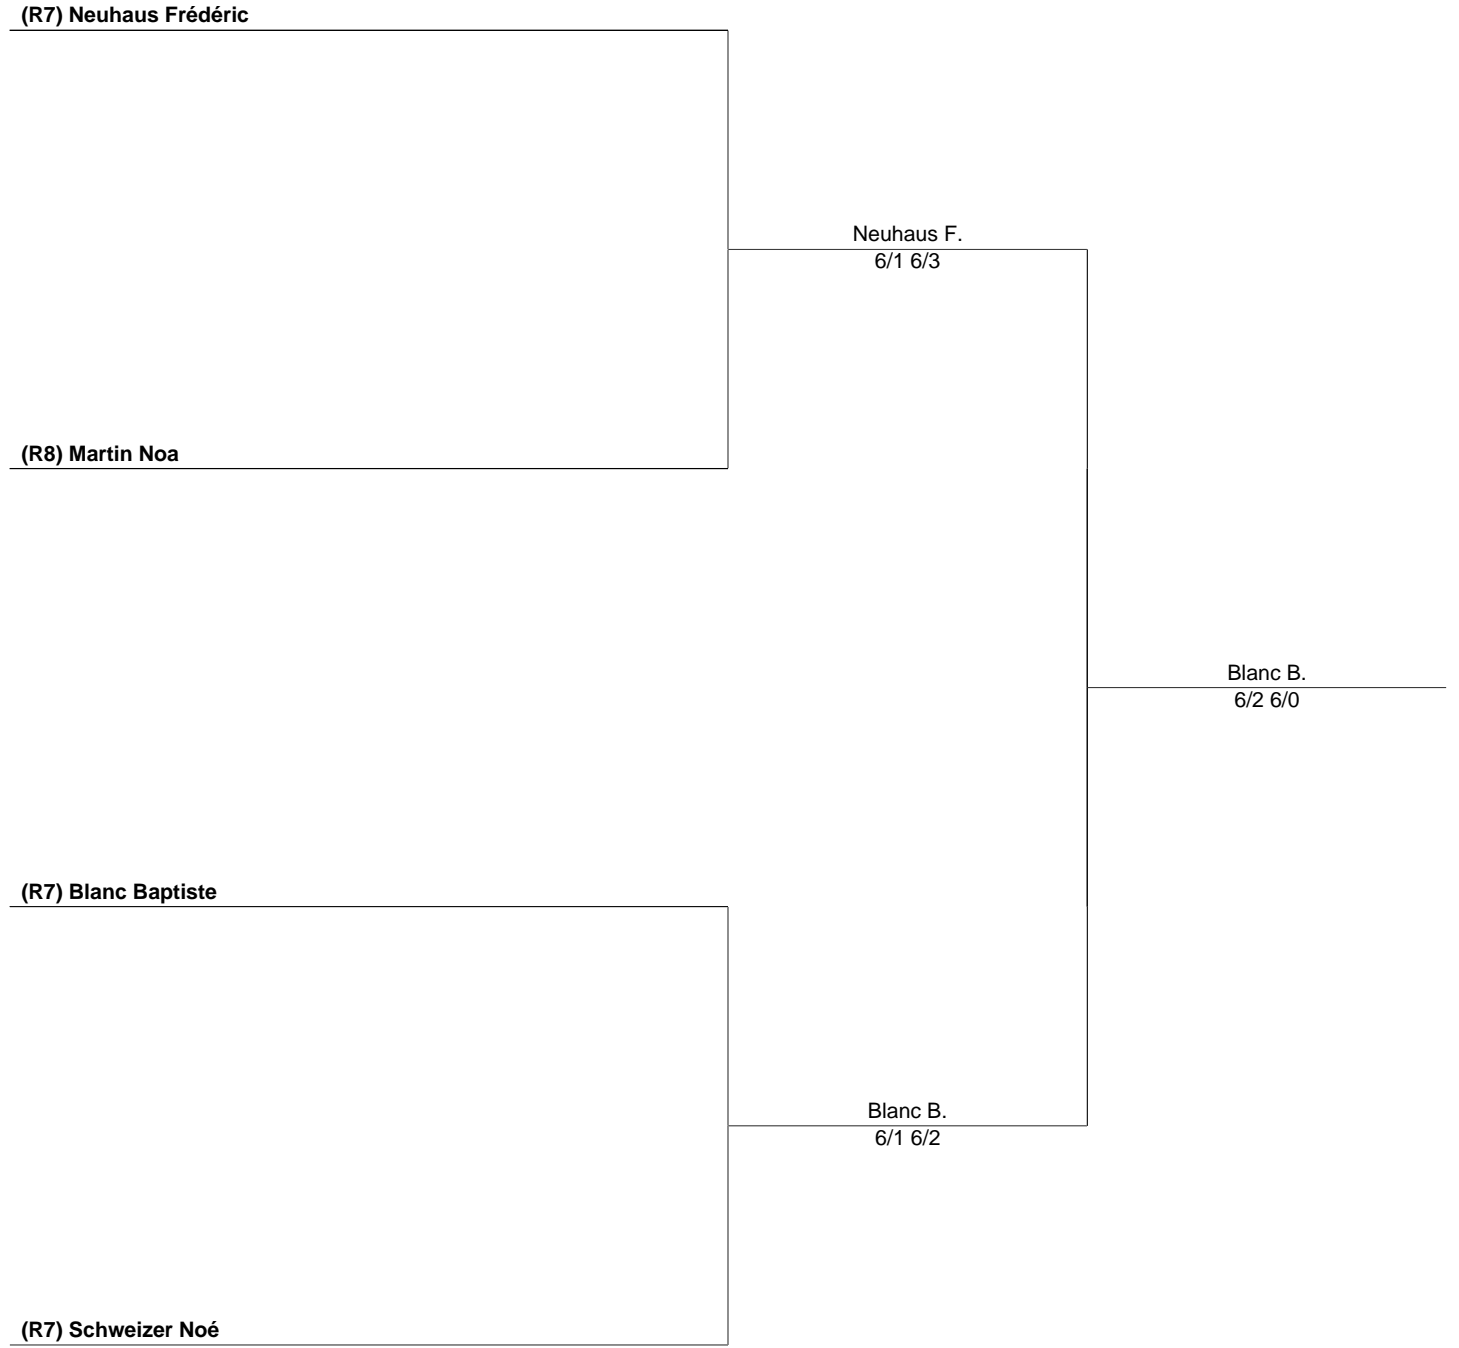 (R7) Neuhaus Frédéric
Neuhaus F.
6/1 6/3
(R8) Martin Noa
Blanc B.
6/2 6/0
(R7) Blanc Baptiste
Blanc B.
6/1 6/2
(R7) Schweizer Noé